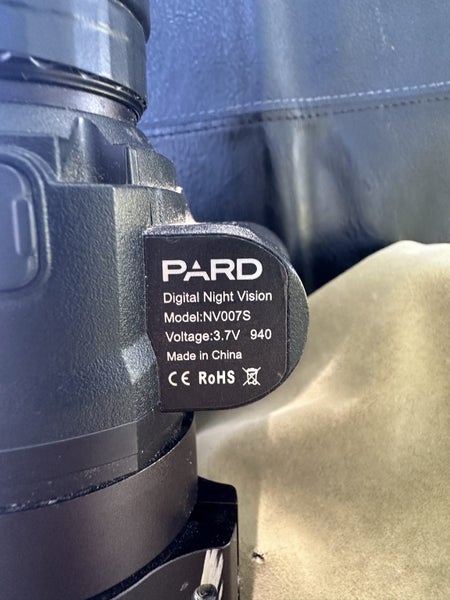 PARD
Digital Night Vision
Model:NV007S
Voltage:3.7V 940
Made in China
CE RoHS